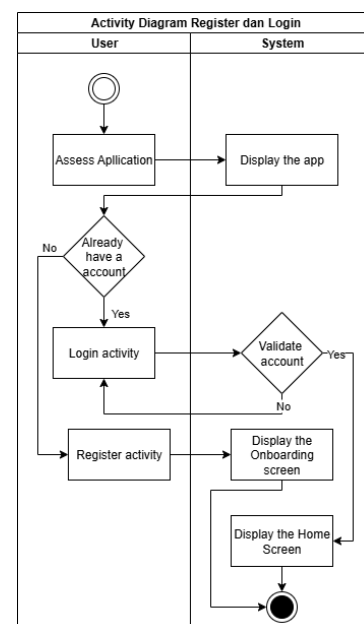 Activity Diagram Register dan Login
User
System
Assess Apllication
Display the app
Already
have a
account
No
Yes
Login activity
Validate
account
Yes
No
Register activity
Display the
Onboarding
screen
Display the Home
Screen